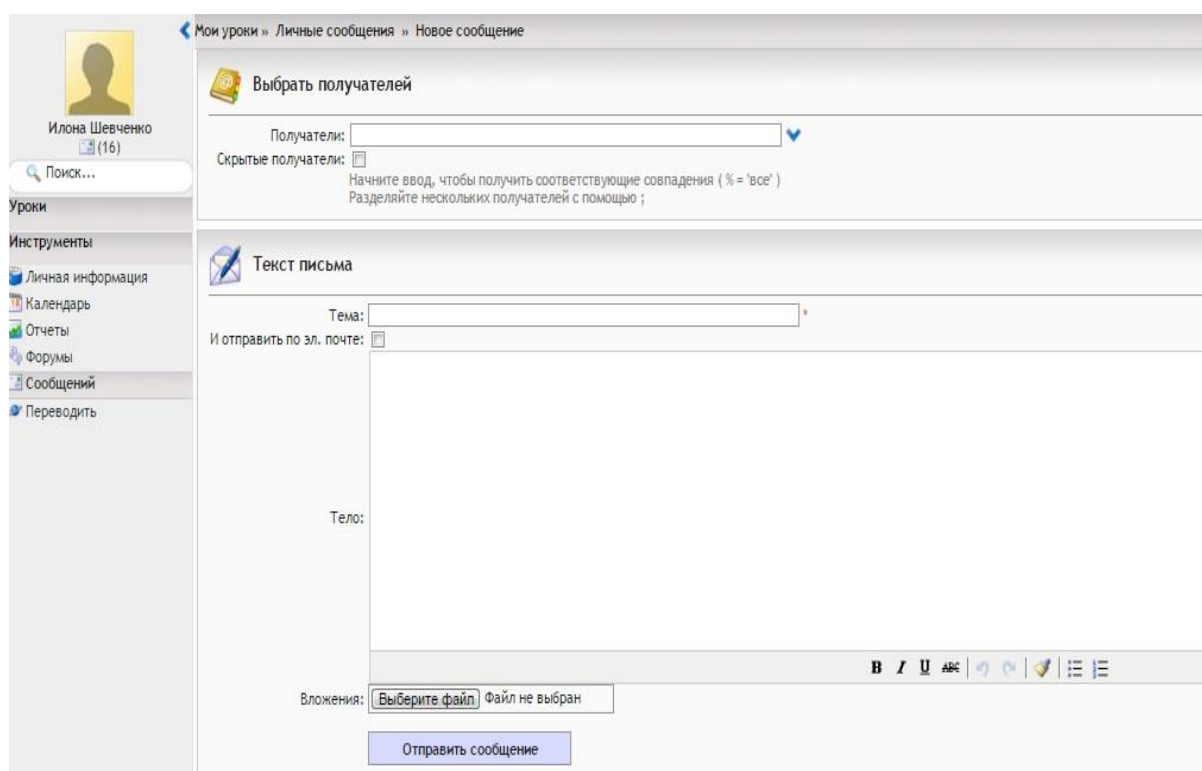 Мои уроки » Личные сообщения » Новое сообщение
Илона Шевченко
(16)
Поиск...
Уроки
Инструменты
Личная информация
Календарь
Отчеты
Форумы
Сообщений
Переводить
Выбрать получателей
Получатели:
Скрытые получатели:
Начните ввод, чтобы получить соответствующие совпадения ( % = 'все' )
Разделяйте нескольких получателей с помощью ;
Текст письма
Тема: *
И отправить по эл. почте:
Тело:
B I U ABC
Вложения: Выберите файл Файл не выбран
Отправить сообщение